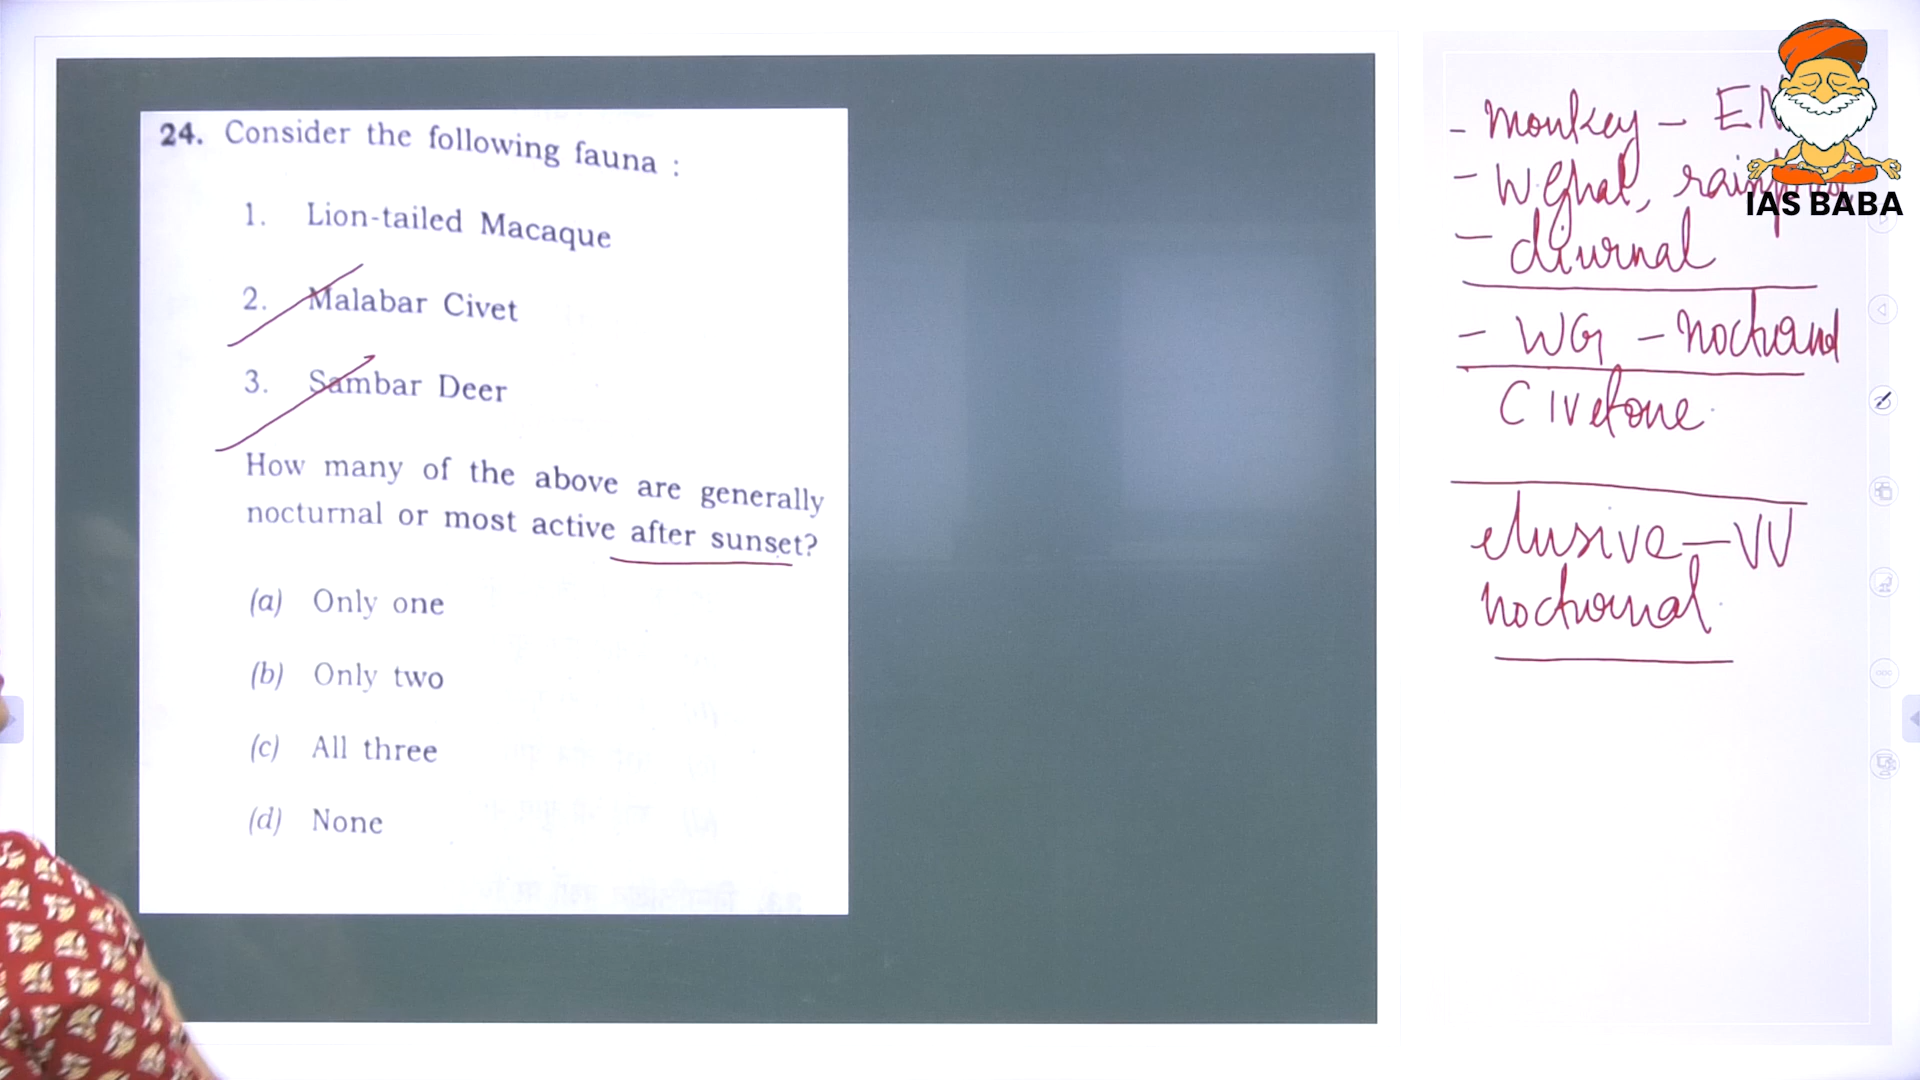 24. Consider the following fauna :
1. Lion-tailed Macaque
2. Malabar Civet
3. Sambar Deer
How many of the above are generally
nocturnal or most active after sunset?
(a) Only one
(b) Only two
(c) All three
(d) None
- Monkey - EN
- W Ghat,
- diurnal
- WG -
Civetone
elusive - VU
nocturnal
IAS BABA